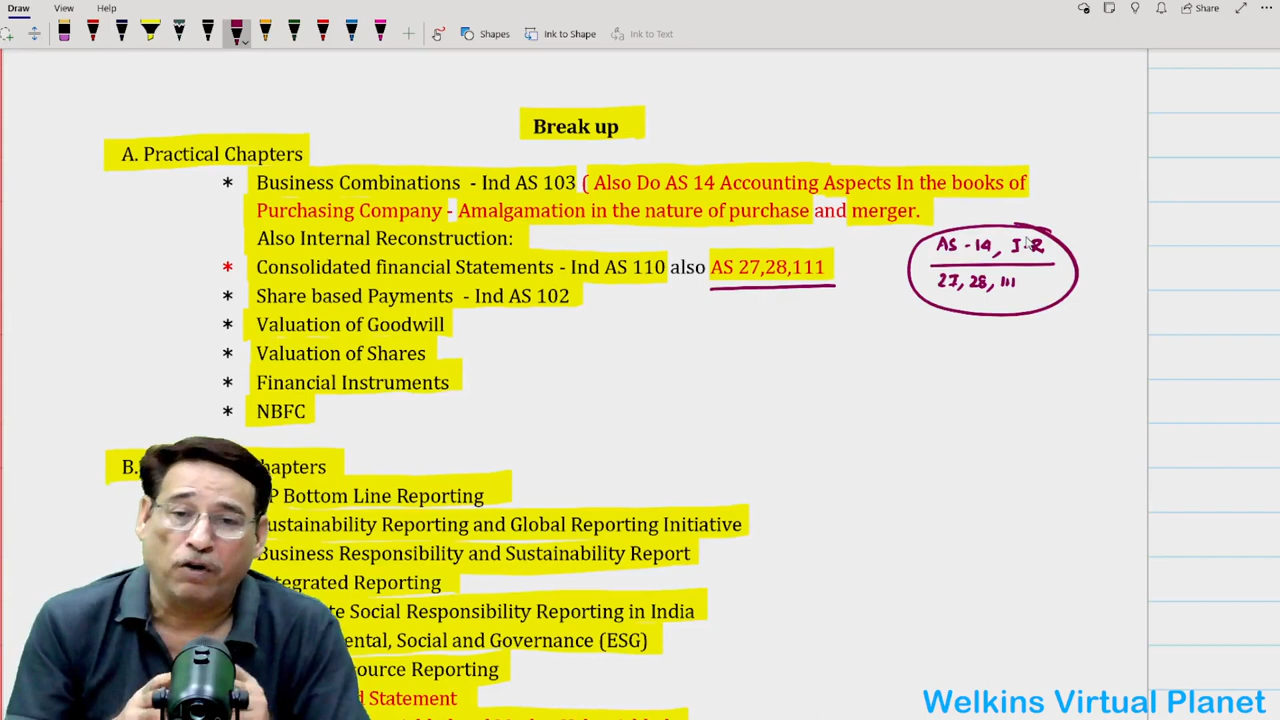 Draw View Help
Share
Shapes Ink to Shape Ink to Text
Break up
A. Practical Chapters
* Business Combinations - Ind AS 103 ( Also Do AS 14 Accounting Aspects In the books of
Purchasing Company - Amalgamation in the nature of purchase and merger.
Also Internal Reconstruction:
* Consolidated financial Statements - Ind AS 110 also AS 27,28,111
AS - 14, I.R
27, 28, 111
* Share based Payments - Ind AS 102
* Valuation of Goodwill
* Valuation of Shares
* Financial Instruments
* NBFC
B. hapters
P Bottom Line Reporting
ustainability Reporting and Global Reporting Initiative
Business Responsibility and Sustainability Report
tegrated Reporting
te Social Responsibility Reporting in India
ental, Social and Governance (ESG)
source Reporting
d Statement
Welkins Virtual Planet